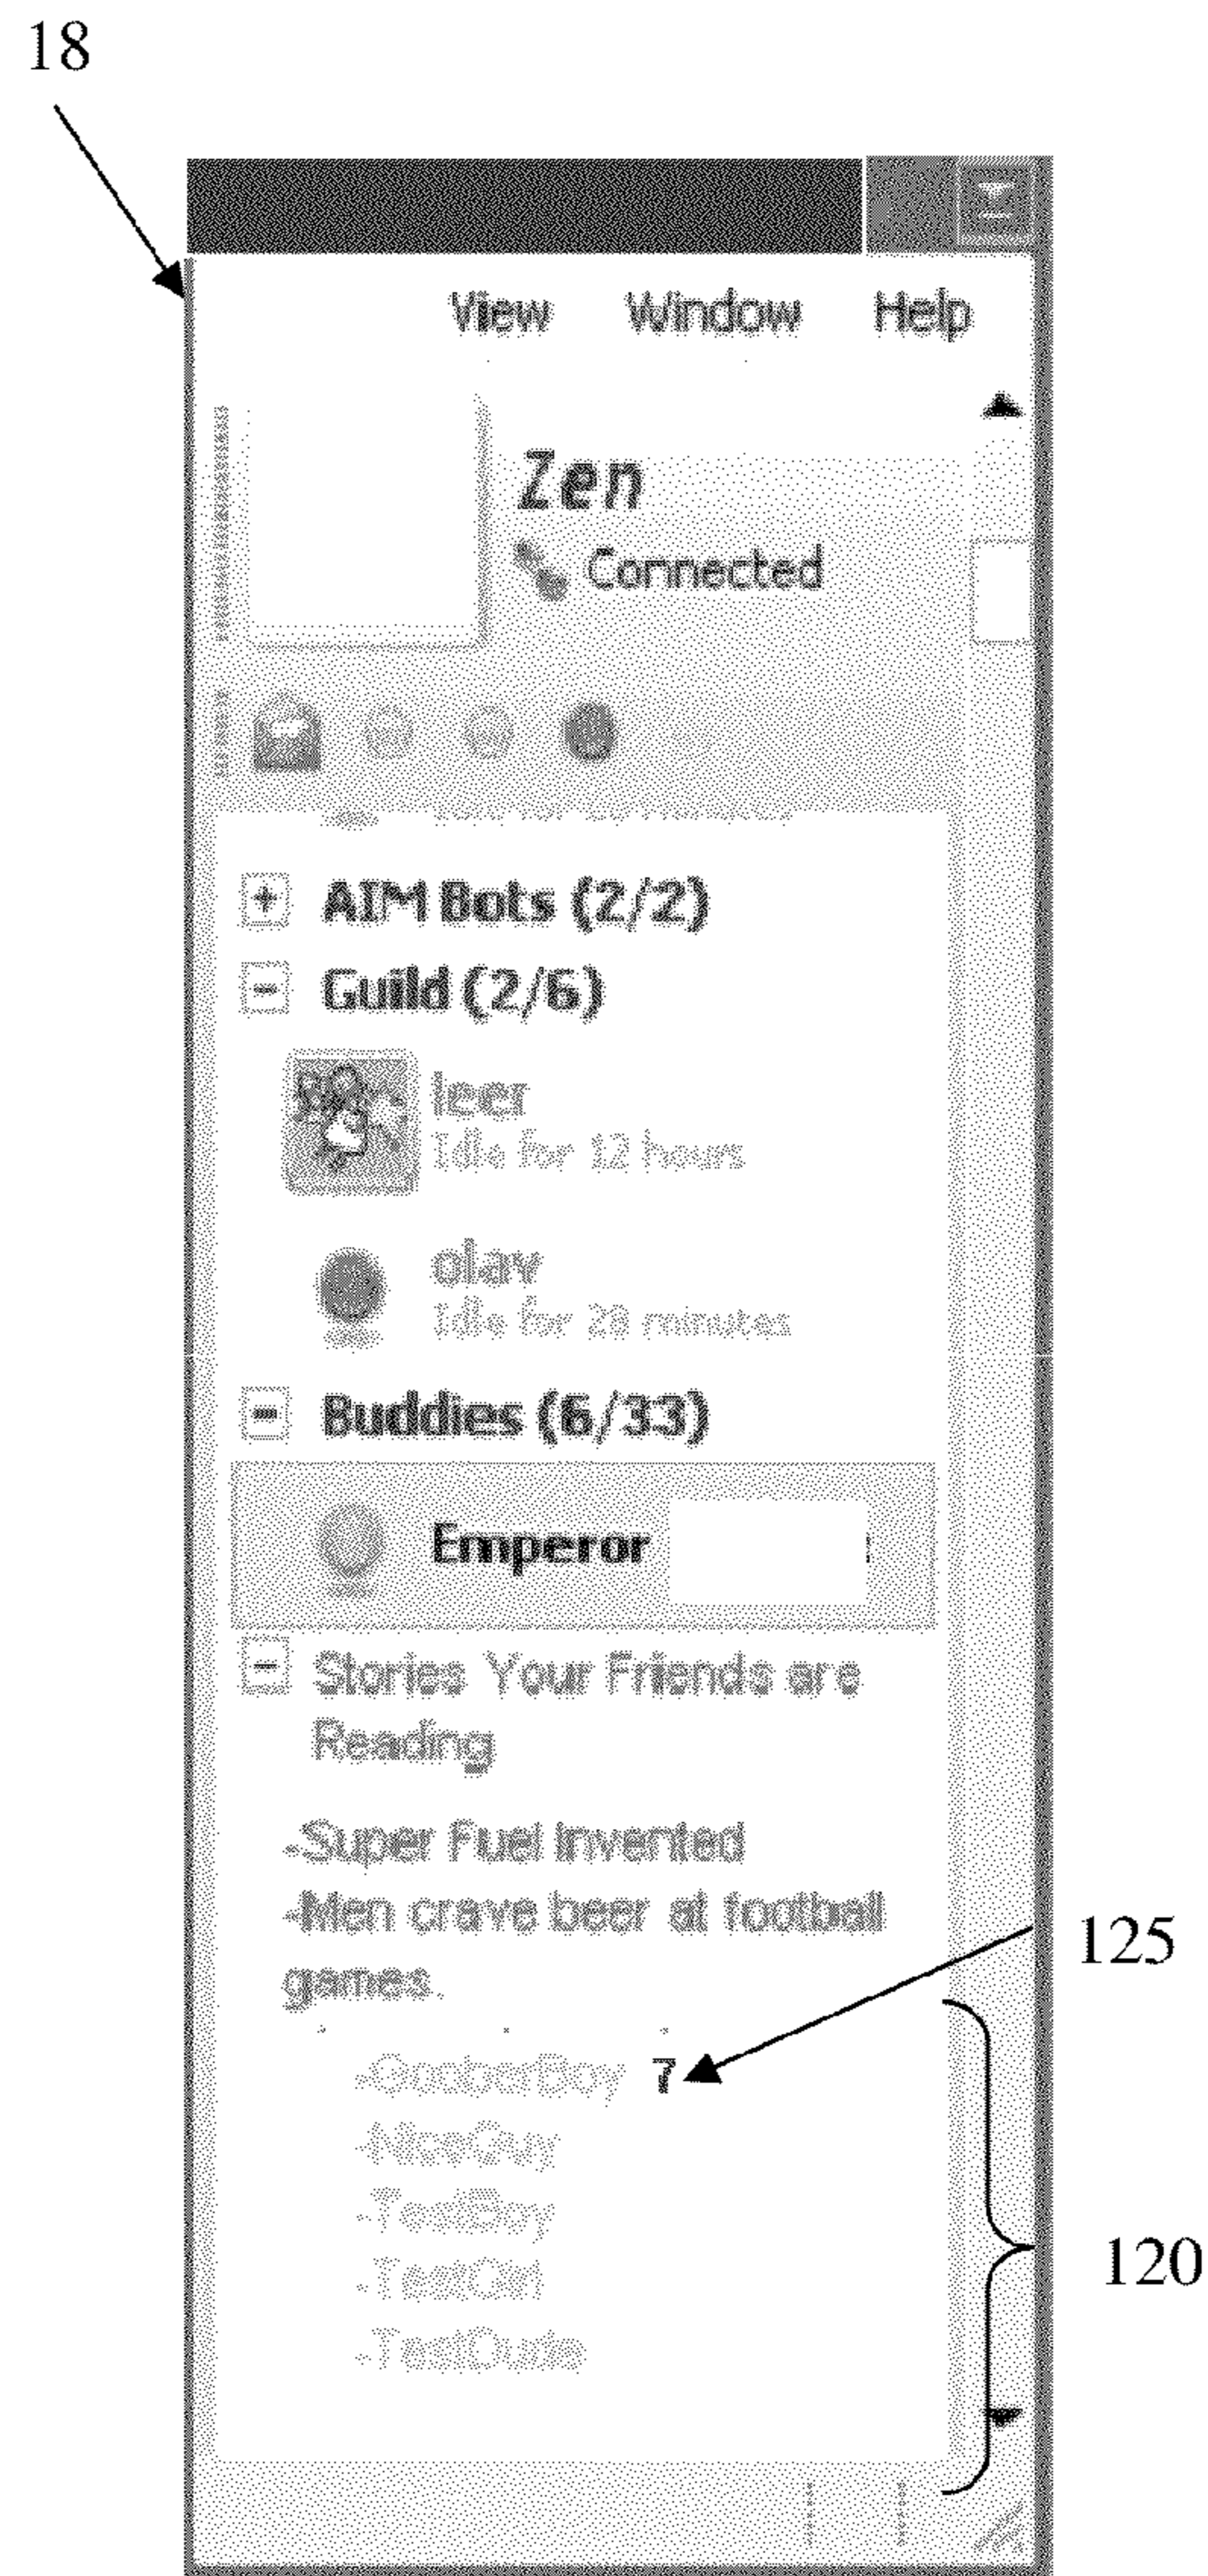 18
View Window Help
Zen
Connected
AIM Bots (2/2)
Guild (2/6)
leer
Idle for 12 hours
olav
Idle for 28 minutes
Buddies (6/33)
Emperor
Stories Your Friends are
Reading
-Super Fuel Invented
-Men crave beer at football
games.
125
-GooberBoy 7
-NiceGuy
-TestBoy
-TestGirl
120
-TestDude